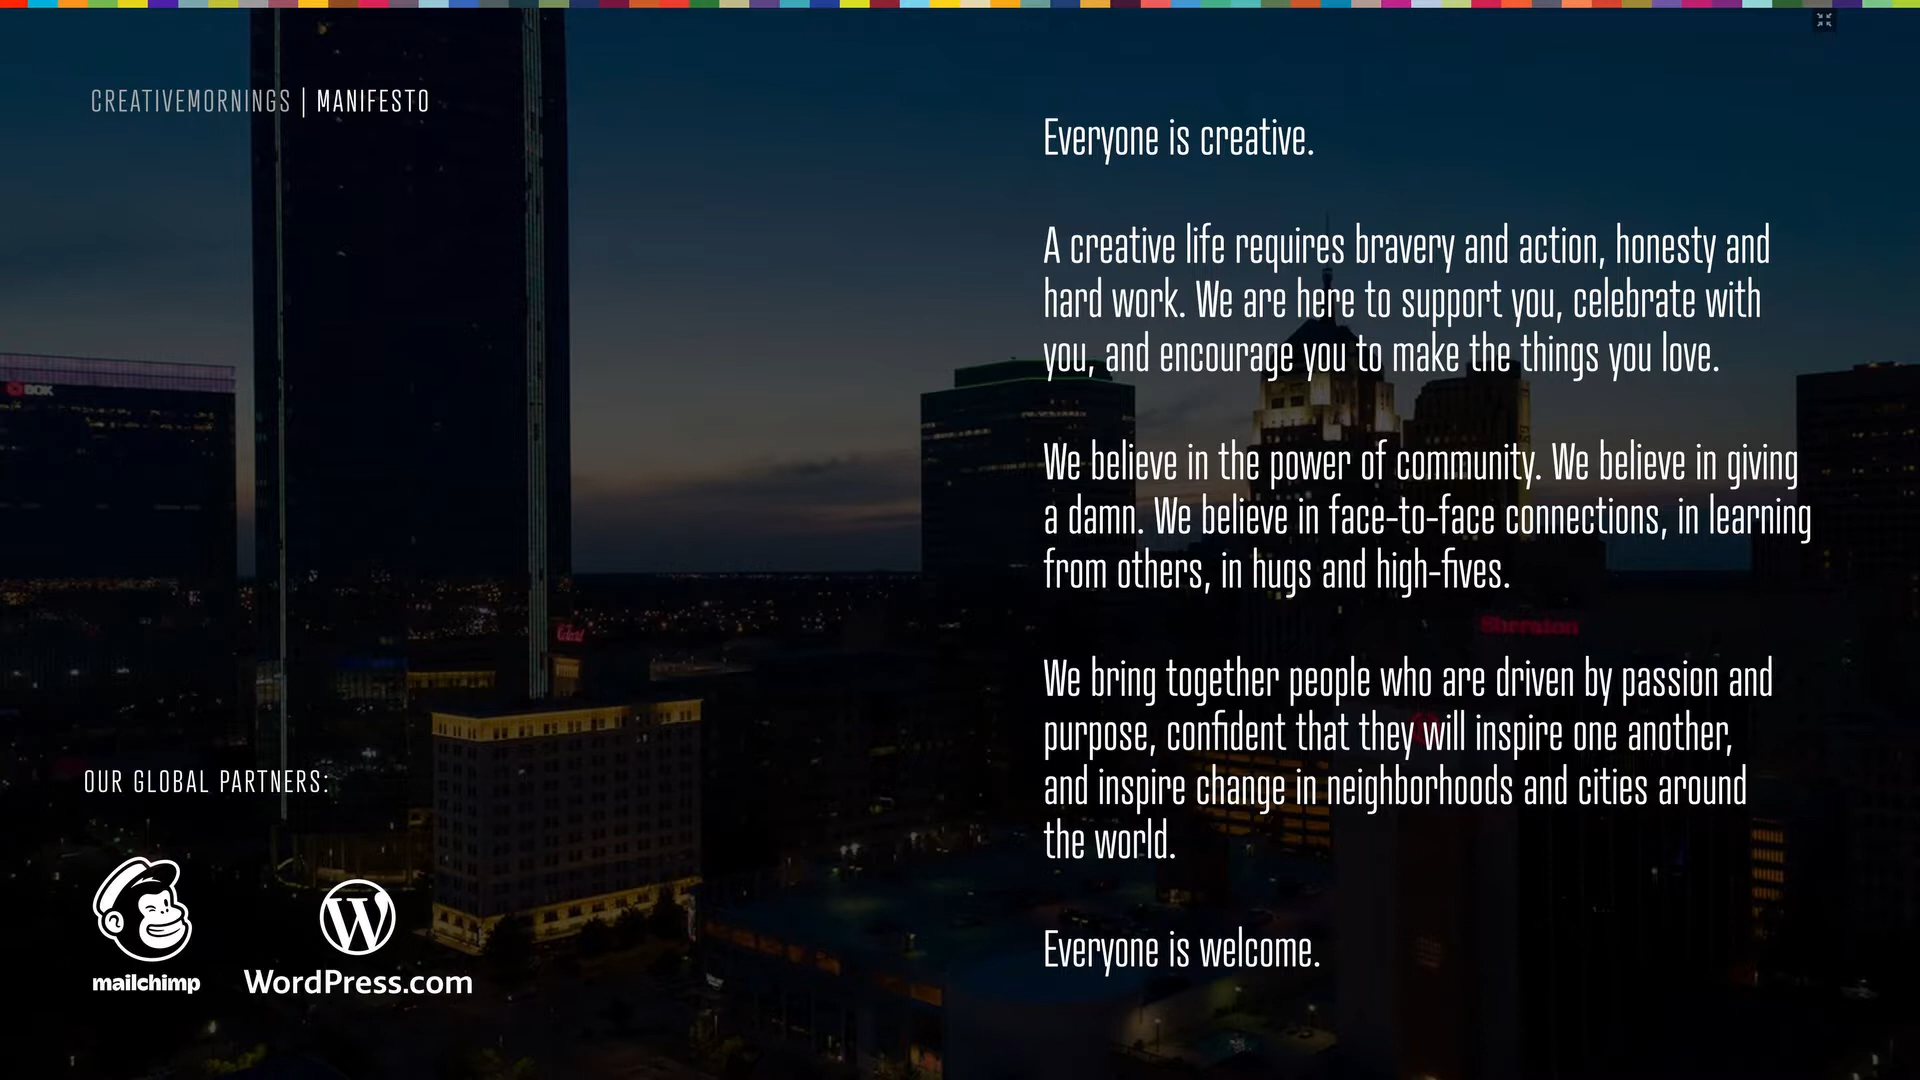 CREATIVEMORNINGS | MANIFESTO
Everyone is creative.
A creative life requires bravery and action, honesty and
hard work. We are here to support you, celebrate with
you, and encourage you to make the things you love.
We believe in the power of community. We believe in giving
a damn. We believe in face-to-face connections, in learning
from others, in hugs and high-fives.
We bring together people who are driven by passion and
purpose, confident that they will inspire one another,
and inspire change in neighborhoods and cities around
the world.
Everyone is welcome.
OUR GLOBAL PARTNERS:
mailchimp
W
WordPress.com
BOK
Sheraton